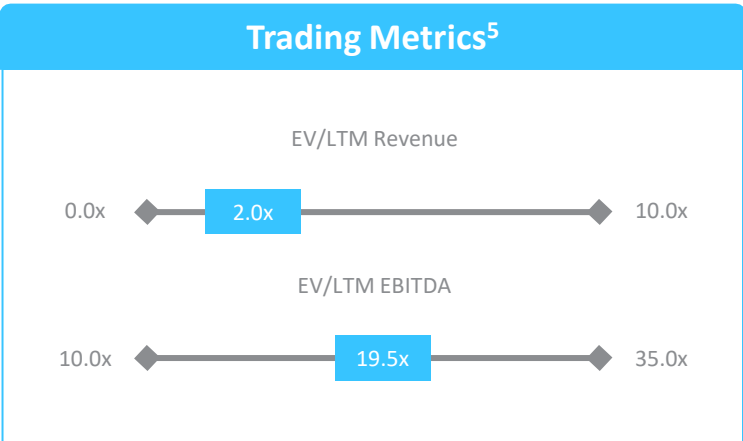 Trading Metrics5
EV/LTM Revenue
0.0x 2.0x 10.0x
EV/LTM EBITDA
10.0x 19.5x 35.0x